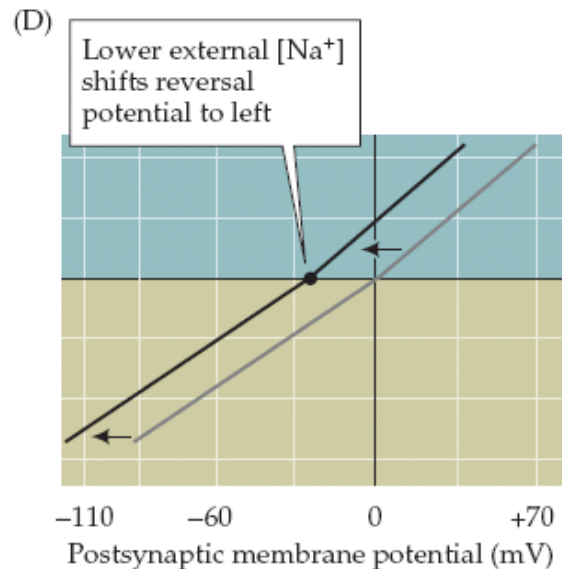 (D)
Lower external [Na⁺]
shifts reversal
potential to left
–110 –60 0 +70
Postsynaptic membrane potential (mV)